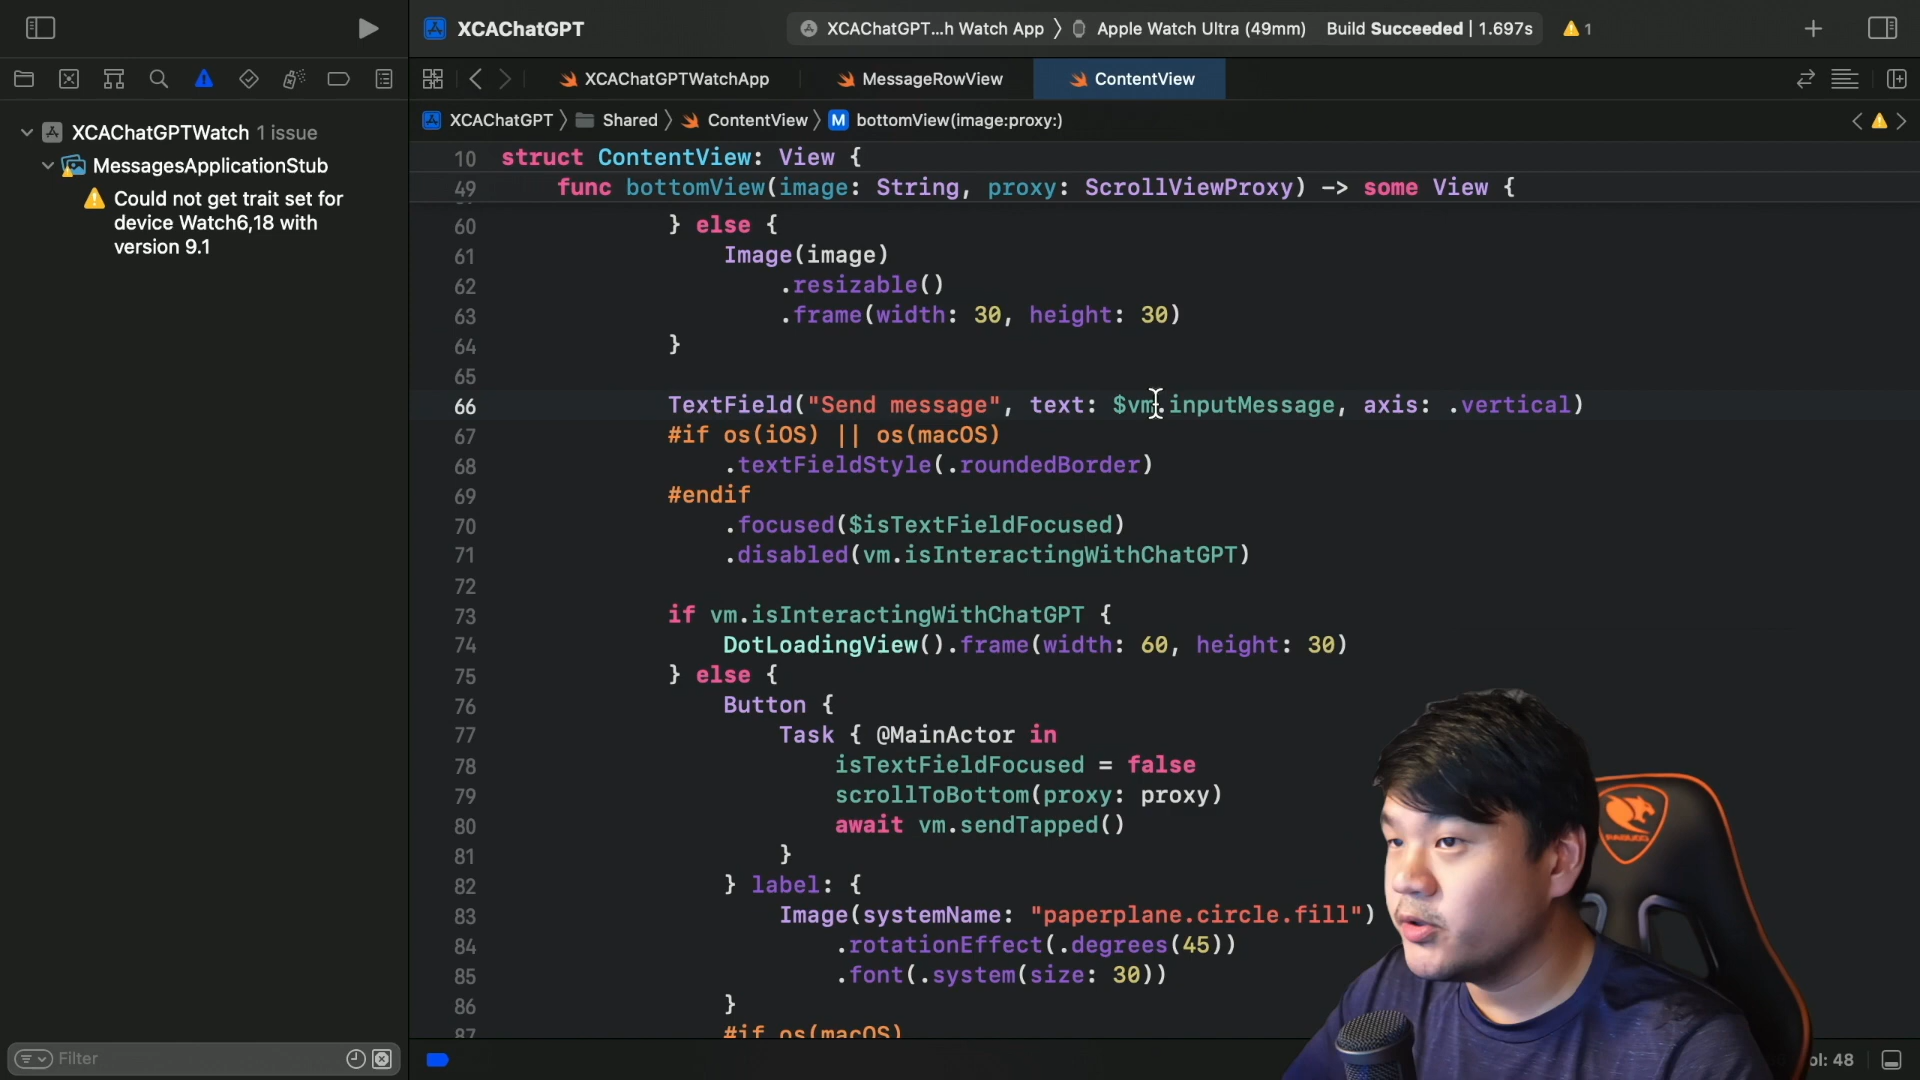 XCAChatGPT
XCAChatGPT...h Watch App 〉 Apple Watch Ultra (49mm)
Build Succeeded | 1.697s
1
XCAChatGPTWatchApp
MessageRowView
ContentView
XCAChatGPT 〉 Shared 〉 ContentView 〉 M bottomView(image:proxy:)
XCAChatGPTWatch 1 issue
MessagesApplicationStub
Could not get trait set for
device Watch6,18 with
version 9.1
10 struct ContentView: View {
49 func bottomView(image: String, proxy: ScrollViewProxy) -> some View {
60 } else {
61 Image(image)
62 .resizable()
63 .frame(width: 30, height: 30)
64 }
65
66 TextField("Send message", text: $vm.inputMessage, axis: .vertical)
67 #if os(iOS) || os(macOS)
68 .textFieldStyle(.roundedBorder)
69 #endif
70 .focused($isTextFieldFocused)
71 .disabled(vm.isInteractingWithChatGPT)
72
73 if vm.isInteractingWithChatGPT {
74 DotLoadingView().frame(width: 60, height: 30)
75 } else {
76 Button {
77 Task { @MainActor in
78 isTextFieldFocused = false
79 scrollToBottom(proxy: proxy)
80 await vm.sendTapped()
81 }
82 } label: {
83 Image(systemName: "paperplane.circle.fill")
84 .rotationEffect(.degrees(45))
85 .font(.system(size: 30))
86 }
87 #if os(macOS)
Filter
ol: 48